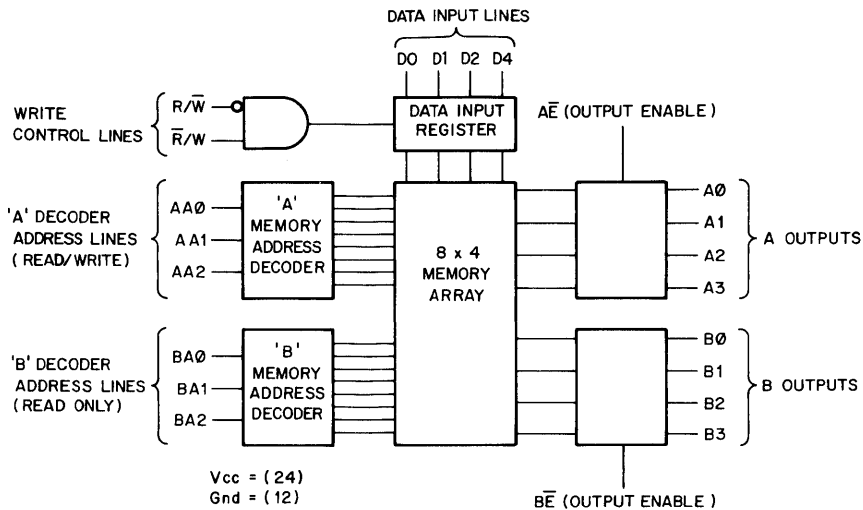 DATA INPUT LINES
D0 D1 D2 D4
R/W̅
WRITE
CONTROL LINES
R̅/W
DATA INPUT
REGISTER
AE̅ (OUTPUT ENABLE)
'A' DECODER
ADDRESS LINES
(READ/WRITE)
AA0
AA1
AA2
'A'
MEMORY
ADDRESS
DECODER
8 x 4
MEMORY
ARRAY
A0
A1
A2
A3
A OUTPUTS
'B' DECODER
ADDRESS LINES
(READ ONLY)
BA0
BA1
BA2
'B'
MEMORY
ADDRESS
DECODER
B0
B1
B2
B3
B OUTPUTS
Vcc = (24)
Gnd = (12)
BE̅ (OUTPUT ENABLE)